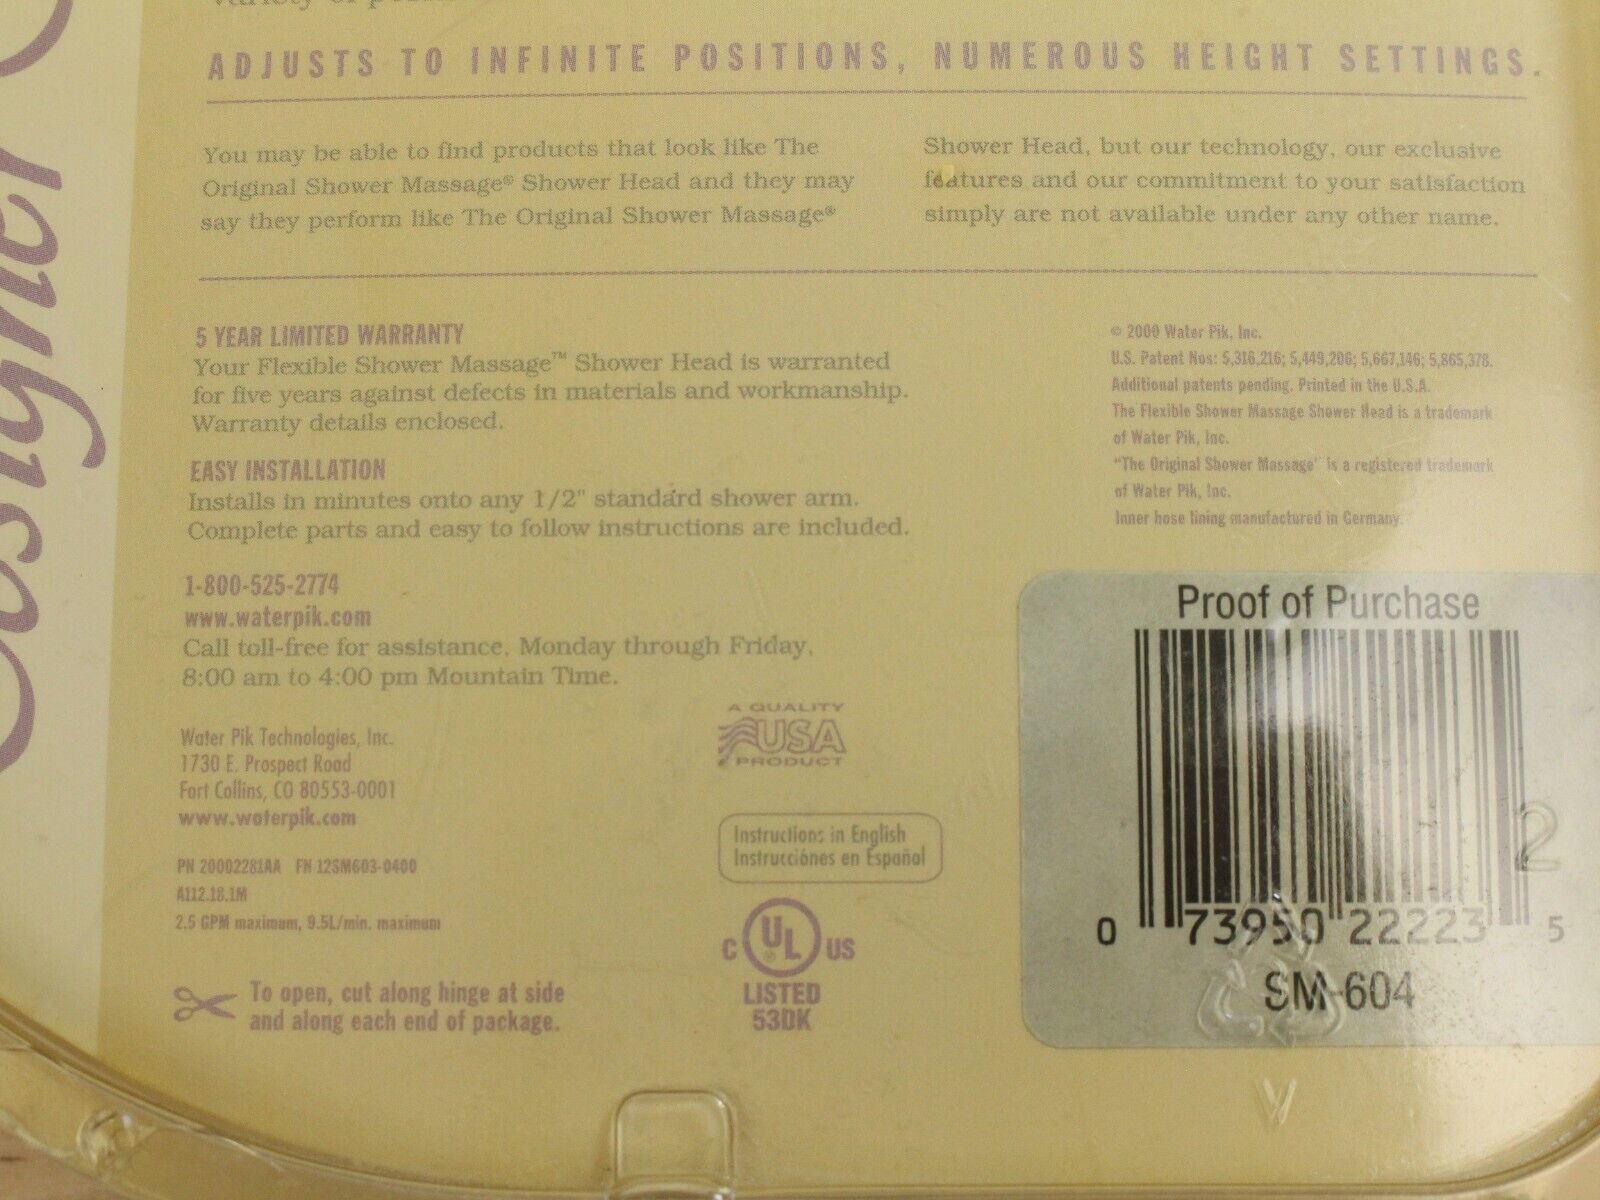 ADJUSTS TO INFINITE POSITIONS, NUMEROUS HEIGHT SETTINGS.
You may be able to find products that look like The
Original Shower Massage® Shower Head and they may
say they perform like The Original Shower Massage®
Shower Head, but our technology, our exclusive
features and our commitment to your satisfaction
simply are not available under any other name.
5 YEAR LIMITED WARRANTY
Your Flexible Shower Massage™ Shower Head is warranted
for five years against defects in materials and workmanship.
Warranty details enclosed.
EASY INSTALLATION
Installs in minutes onto any 1/2" standard shower arm.
Complete parts and easy to follow instructions are included.
1-800-525-2774
www.waterpik.com
Call toll-free for assistance, Monday through Friday,
8:00 am to 4:00 pm Mountain Time.
Water Pik Technologies, Inc.
1730 E. Prospect Road
Fort Collins, CO 80553-0001
www.waterpik.com
PN 20002281AA FN 12SM603-0400
A112.18.1M
2.5 GPM maximum, 9.5L/min. maximum
To open, cut along hinge at side
and along each end of package.
A QUALITY
USA
PRODUCT
Instructions in English
Instrucciónes en Español
C UL® US
LISTED
53DK
© 2000 Water Pik, Inc.
U.S. Patent Nos: 5,316,216; 5,449,206; 5,667,146; 5,865,378.
Additional patents pending. Printed in the U.S.A.
The Flexible Shower Massage Shower Head is a trademark
of Water Pik, Inc.
"The Original Shower Massage" is a registered trademark
of Water Pik, Inc.
Inner hose lining manufactured in Germany.
Proof of Purchase
0 73950 22223 5
SM-604
2
V